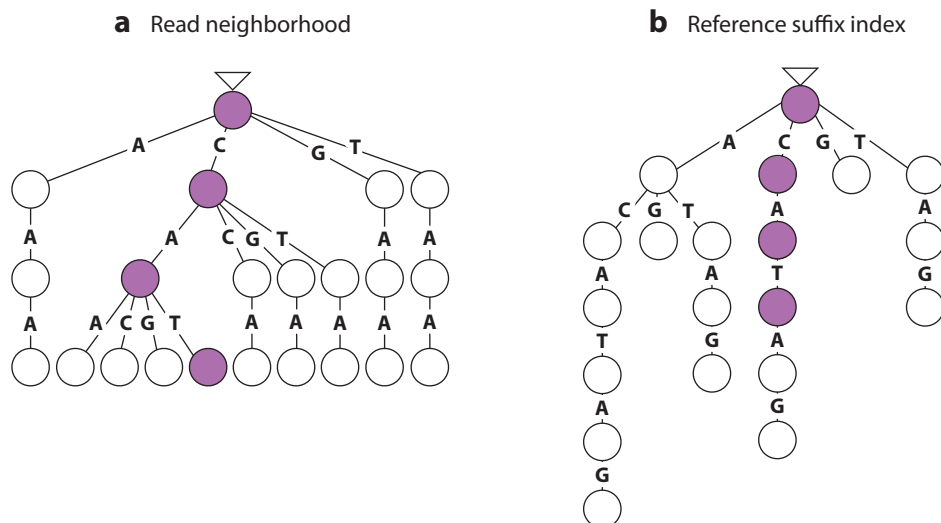 a Read neighborhood
A C G T
A A C G T A A
A A C G T A A A A A
b Reference suffix index
A C G T
C G T A A
A A T G
T G A
A G
G